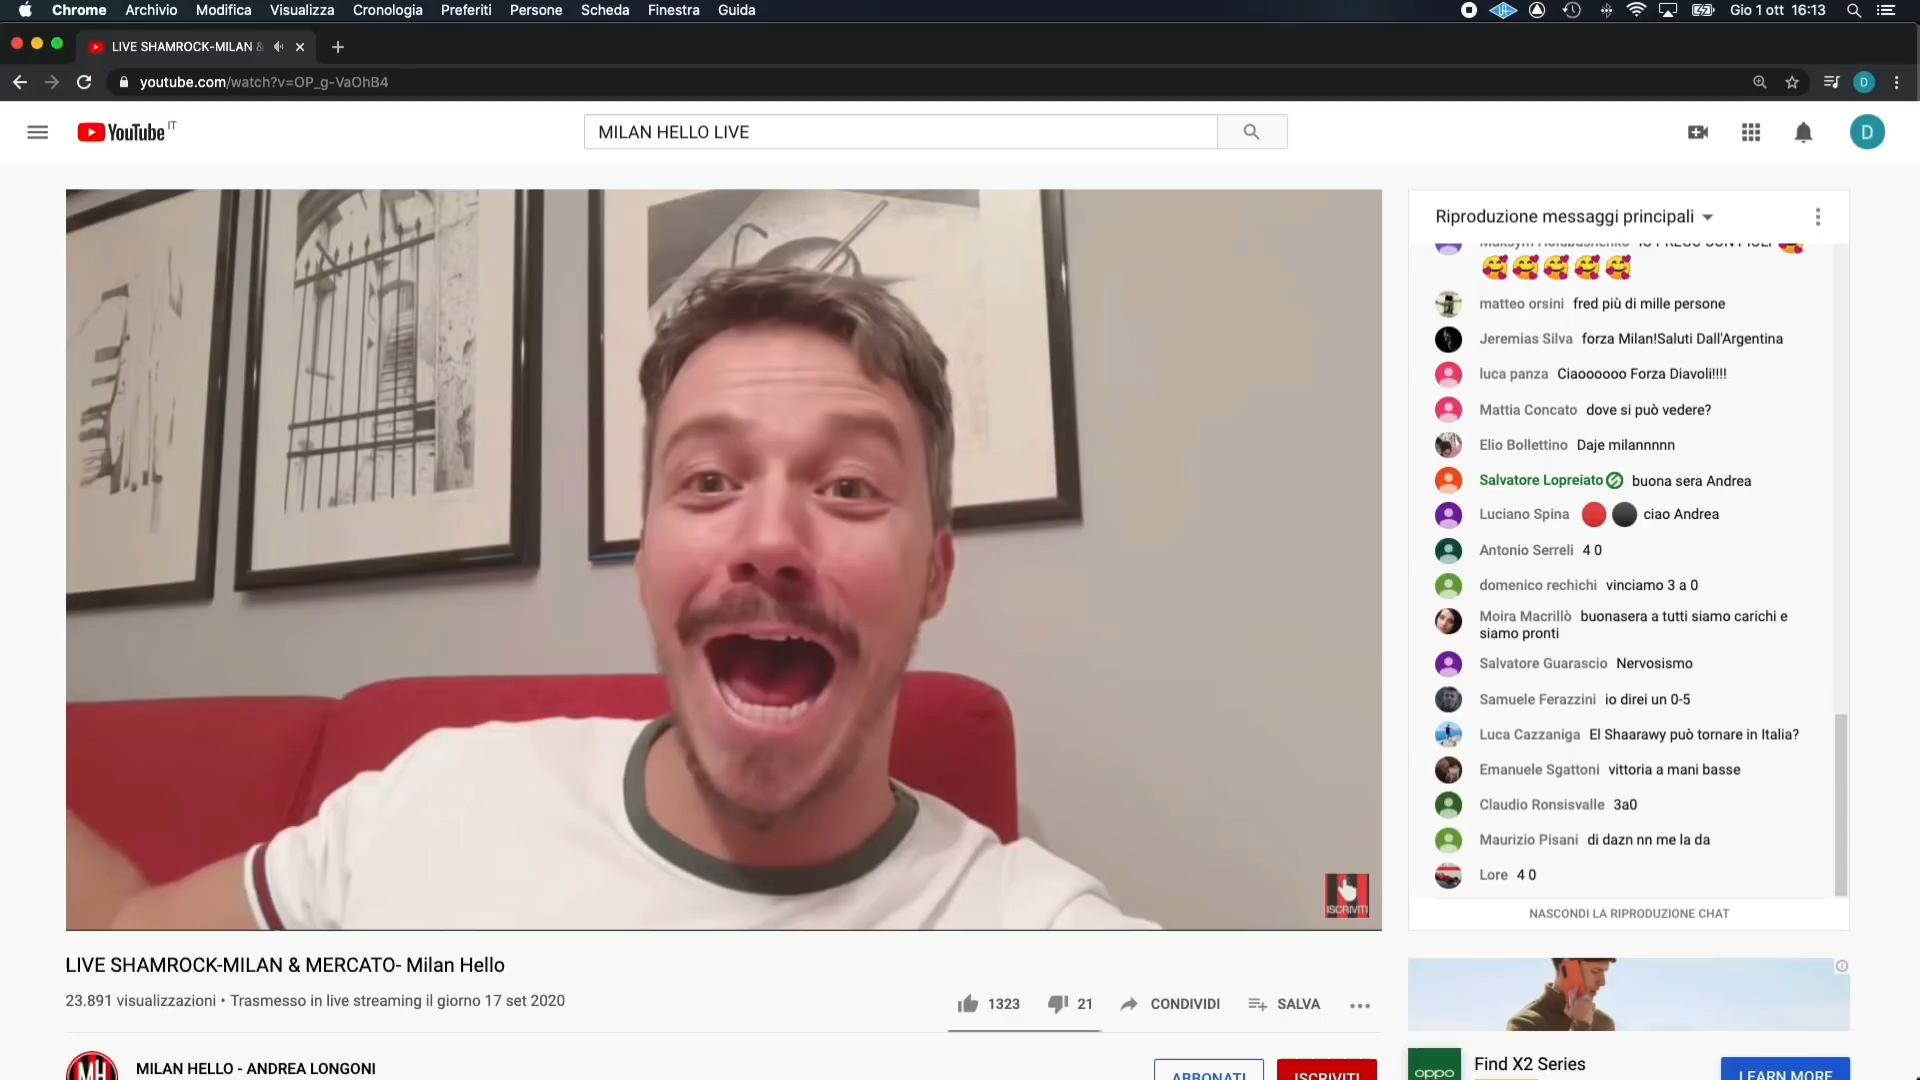 Chrome Archivio Modifica Visualizza Cronologia Preferiti Persone Scheda Finestra Guida Gio 1 ott 16:13
LIVE SHAMROCK-MILAN &
youtube.com/watch?v=OP_g-VaOhB4 D
YouTube IT MILAN HELLO LIVE D
Riproduzione messaggi principali
matteo orsini fred più di mille persone
Jeremias Silva forza Milan!Saluti Dall'Argentina
luca panza Ciaoooooo Forza Diavoli!!!!
Mattia Concato dove si può vedere?
Elio Bollettino Daje milannnnn
Salvatore Lopreiato buona sera Andrea
Luciano Spina 🔴⚫ ciao Andrea
Antonio Serreli 4 0
domenico rechichi vinciamo 3 a 0
Moira Macrillò buonasera a tutti siamo carichi e
siamo pronti
Salvatore Guarascio Nervosismo
Samuele Ferazzini io direi un 0-5
Luca Cazzaniga El Shaarawy può tornare in Italia?
Emanuele Sgattoni vittoria a mani basse
Claudio Ronsisvalle 3a0
Maurizio Pisani di dazn nn me la da
Lore 4 0
NASCONDI LA RIPRODUZIONE CHAT
ISCRIVITI
LIVE SHAMROCK-MILAN & MERCATO- Milan Hello
23.891 visualizzazioni • Trasmesso in live streaming il giorno 17 set 2020
1323 21 CONDIVIDI SALVA
MH MILAN HELLO - ANDREA LONGONI
ABBONATI ISCRIVITI
oppo Find X2 Series LEARN MORE